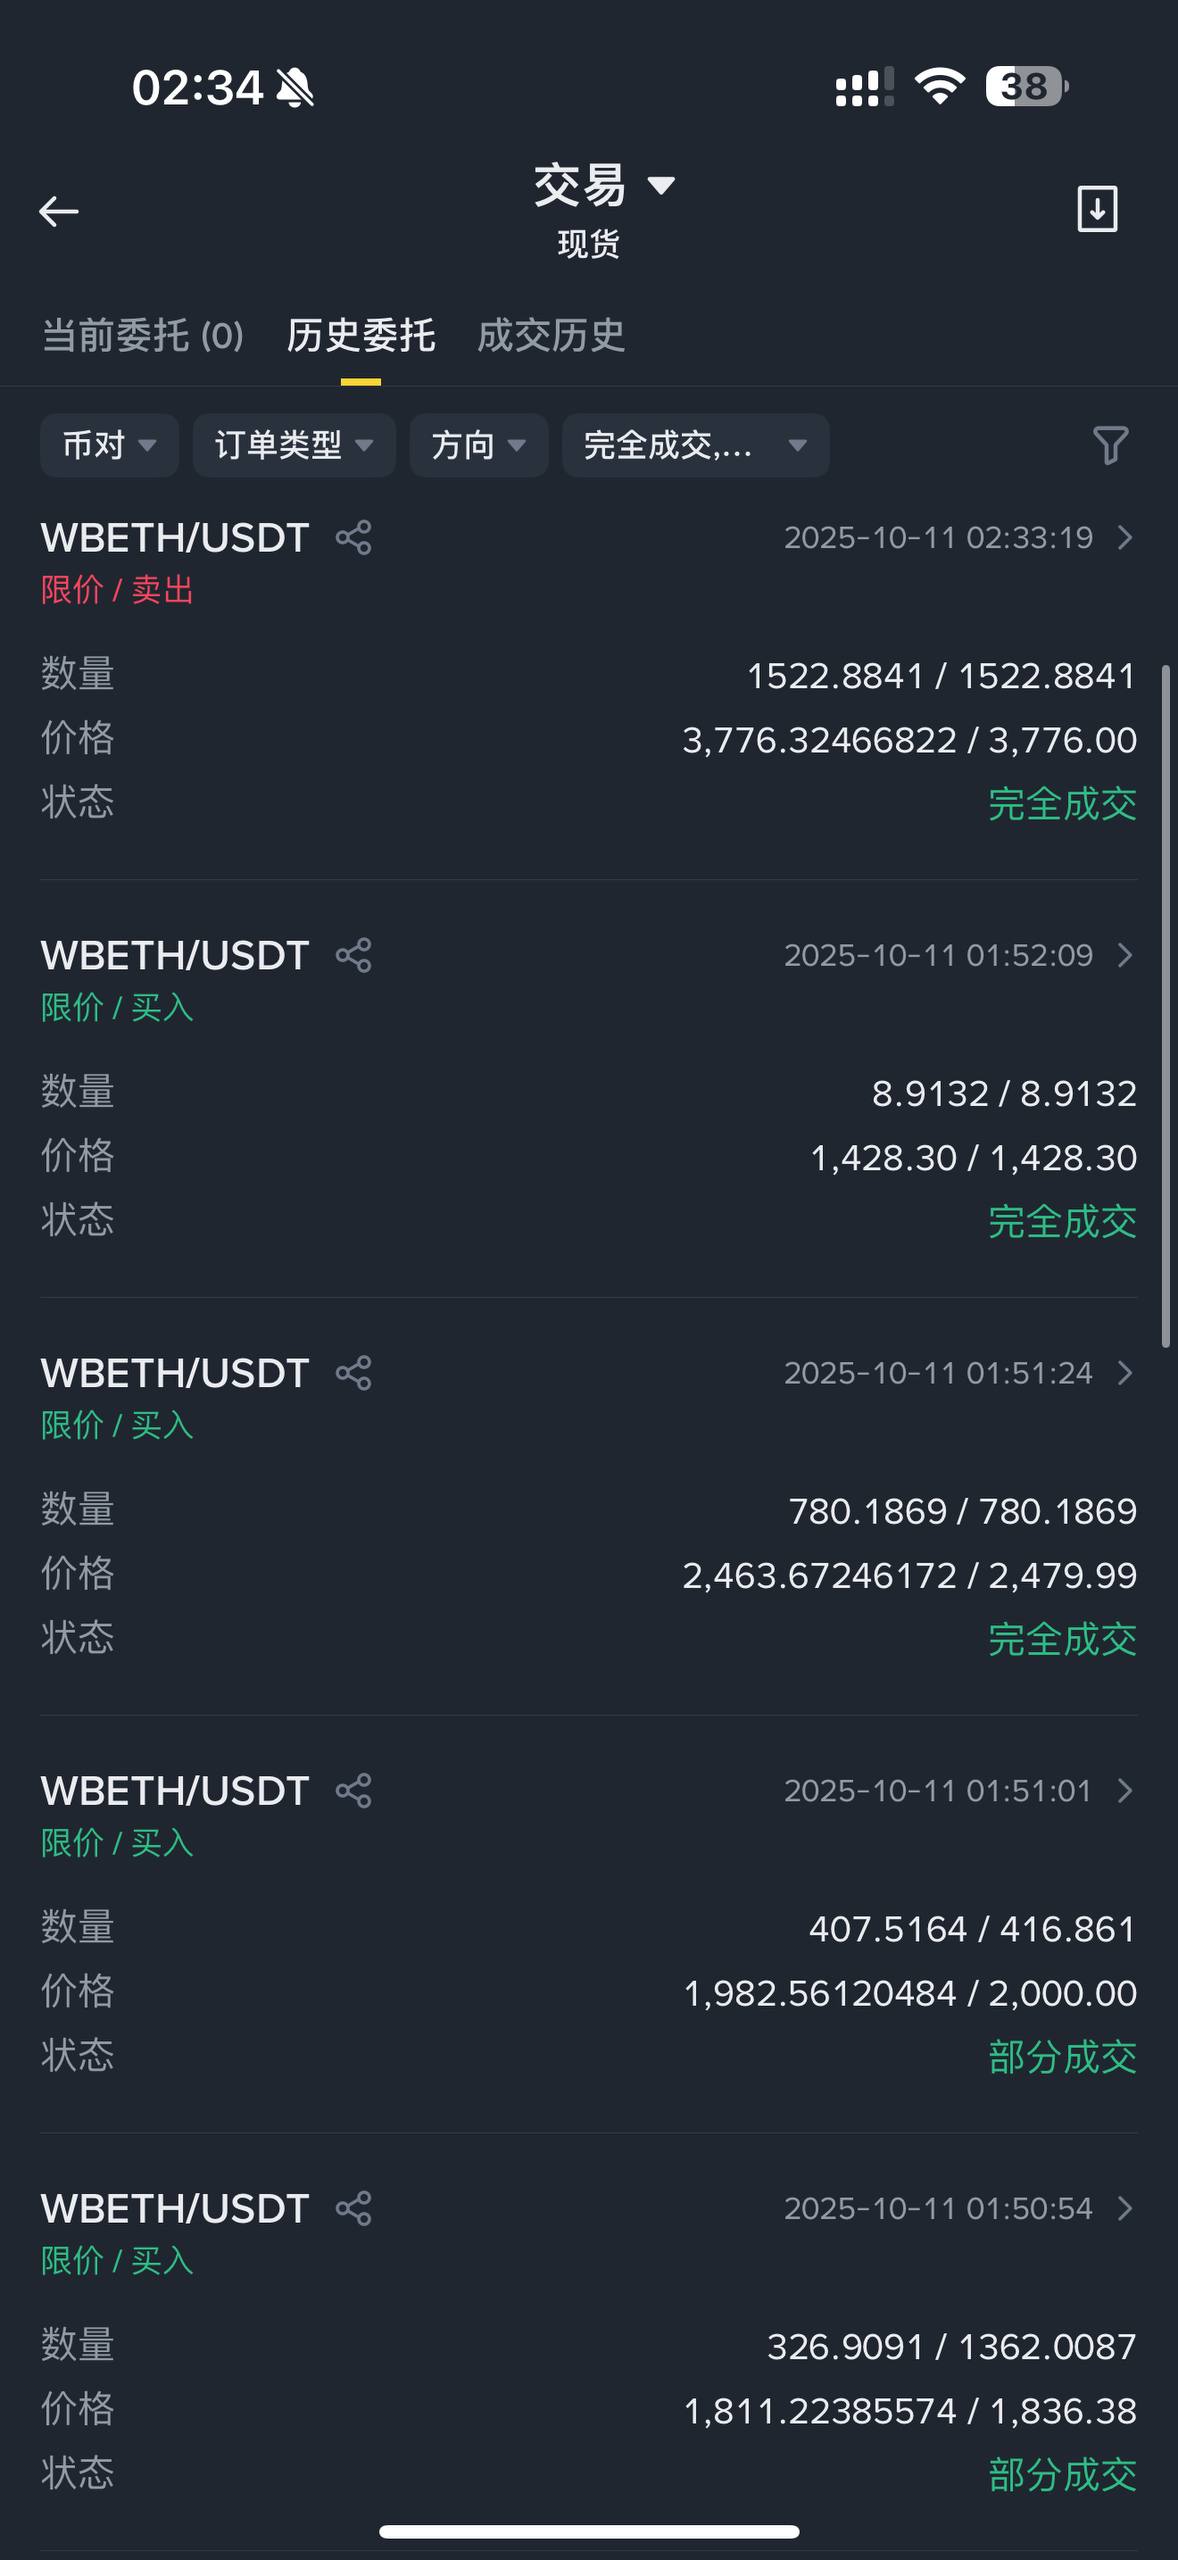 02:34
38
交易
现货
当前委托 (0) 历史委托 成交历史
币对 订单类型 方向 完全成交,...
WBETH/USDT 2025-10-11 02:33:19
限价 / 卖出
数量 1522.8841 / 1522.8841
价格 3,776.32466822 / 3,776.00
状态 完全成交
WBETH/USDT 2025-10-11 01:52:09
限价 / 买入
数量 8.9132 / 8.9132
价格 1,428.30 / 1,428.30
状态 完全成交
WBETH/USDT 2025-10-11 01:51:24
限价 / 买入
数量 780.1869 / 780.1869
价格 2,463.67246172 / 2,479.99
状态 完全成交
WBETH/USDT 2025-10-11 01:51:01
限价 / 买入
数量 407.5164 / 416.861
价格 1,982.56120484 / 2,000.00
状态 部分成交
WBETH/USDT 2025-10-11 01:50:54
限价 / 买入
数量 326.9091 / 1362.0087
价格 1,811.22385574 / 1,836.38
状态 部分成交